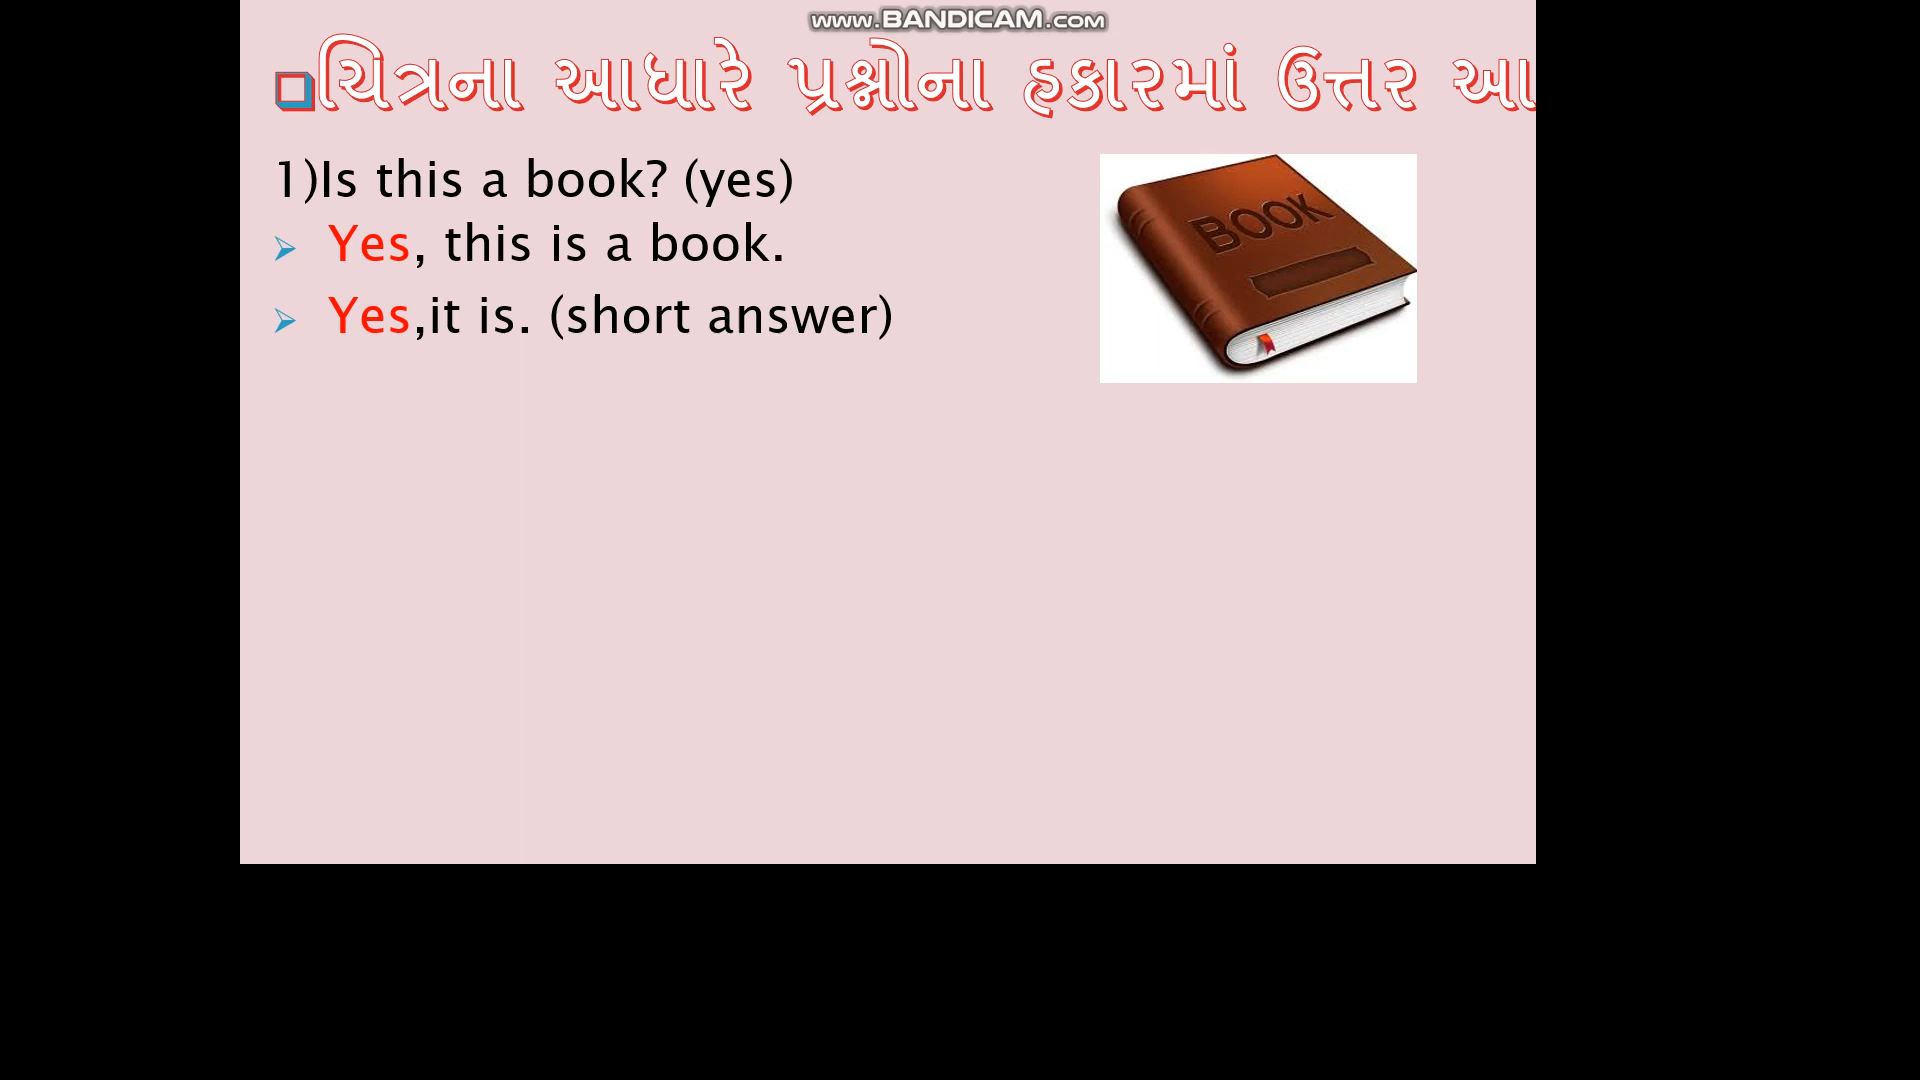 www.BANDICAM.com
ચિત્રના આધારે પ્રશ્નોના હકારમાં ઉત્તર આ
1)Is this a book? (yes)
Yes, this is a book.
Yes,it is. (short answer)
BOOK